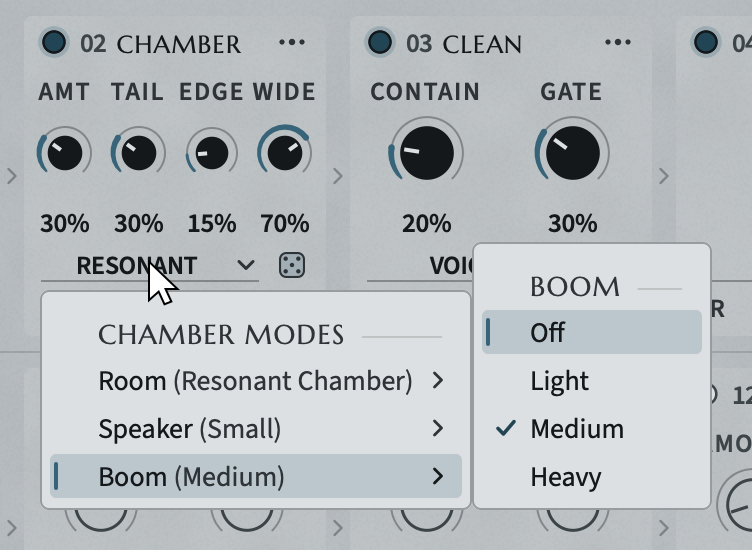 02 CHAMBER
AMT TAIL EDGE WIDE
30% 30% 15% 70%
RESONANT
03 CLEAN
CONTAIN GATE
20% 30%
CHAMBER MODES
Room (Resonant Chamber)
Speaker (Small)
Boom (Medium)
BOOM
Off
Light
Medium
Heavy
12